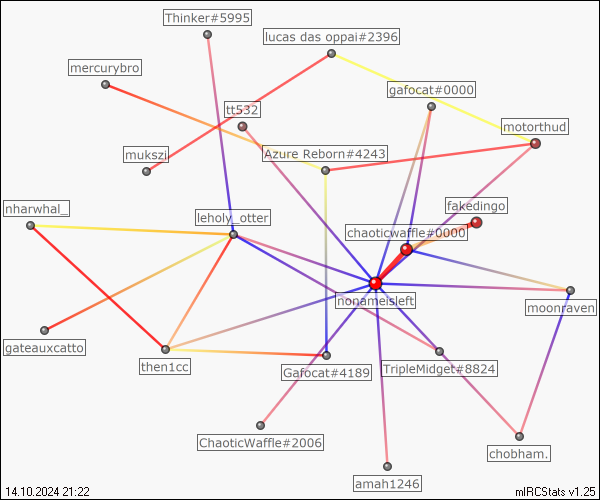 Thinker#5995
lucas das oppai#2396
mercurybro
gafocat#0000
tt532
motorthud
mukszi
Azure Reborn#4243
nharwhal_
fakedingo
leholy_otter
chaoticwaffle#0000
nonameisleft
moonraven
gateauxcatto
then1cc
Gafocat#4189
TripleMidget#8824
ChaoticWaffle#2006
chobham.
amah1246
14.10.2024 21:22
mIRCStats v1.25